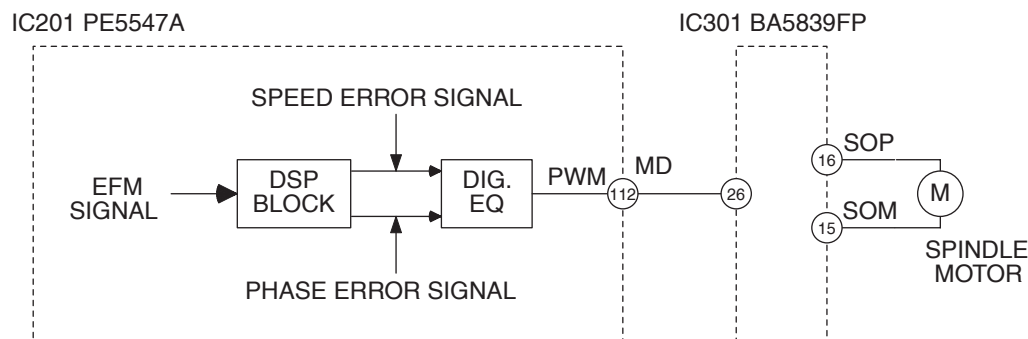 IC201 PE5547A
IC301 BA5839FP
SPEED ERROR SIGNAL
EFM
SIGNAL
DSP
BLOCK
DIG.
EQ
PWM
112
MD
26
16
SOP
M
15
SOM
SPINDLE
MOTOR
PHASE ERROR SIGNAL